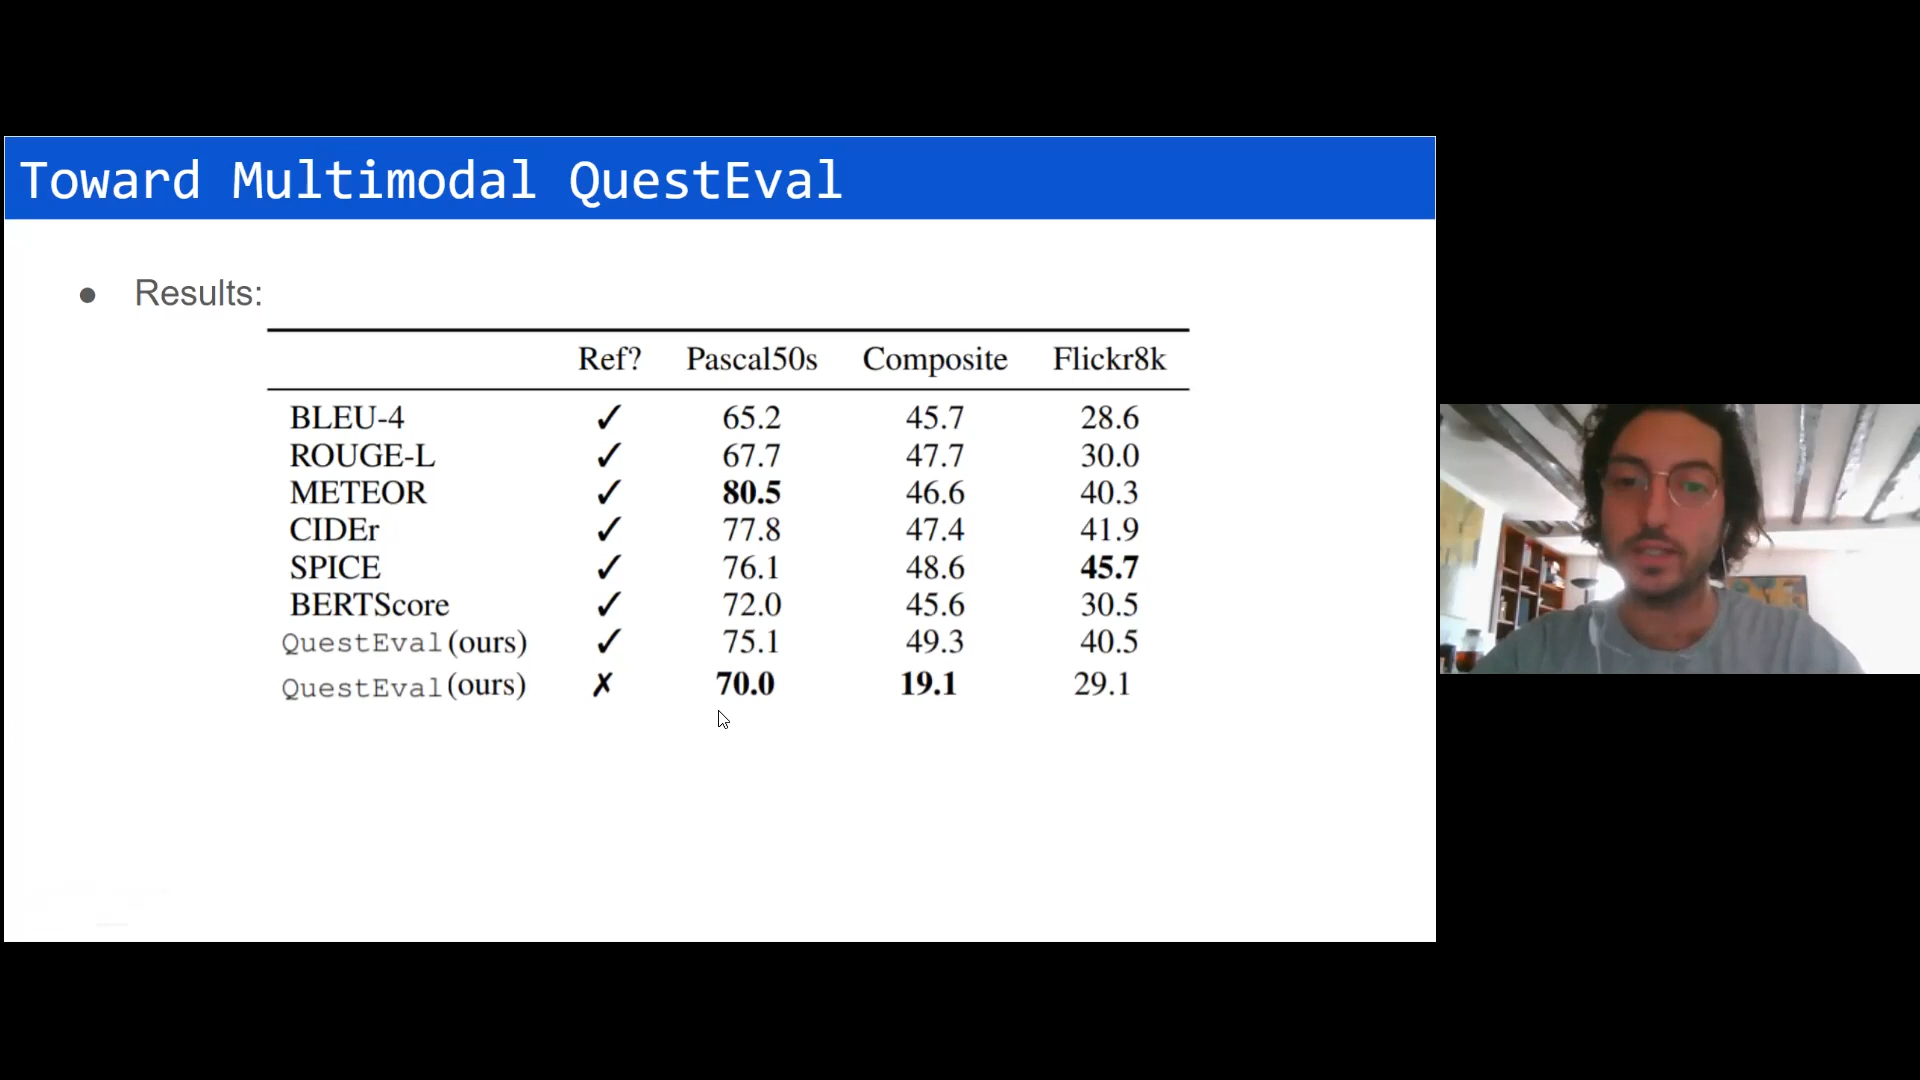 Toward Multimodal QuestEval
● Results:
Ref? Pascal50s Composite Flickr8k
BLEU-4 ✓ 65.2 45.7 28.6
ROUGE-L ✓ 67.7 47.7 30.0
METEOR ✓ 80.5 46.6 40.3
CIDEr ✓ 77.8 47.4 41.9
SPICE ✓ 76.1 48.6 45.7
BERTScore ✓ 72.0 45.6 30.5
QuestEval (ours) ✓ 75.1 49.3 40.5
QuestEval (ours) ✗ 70.0 19.1 29.1